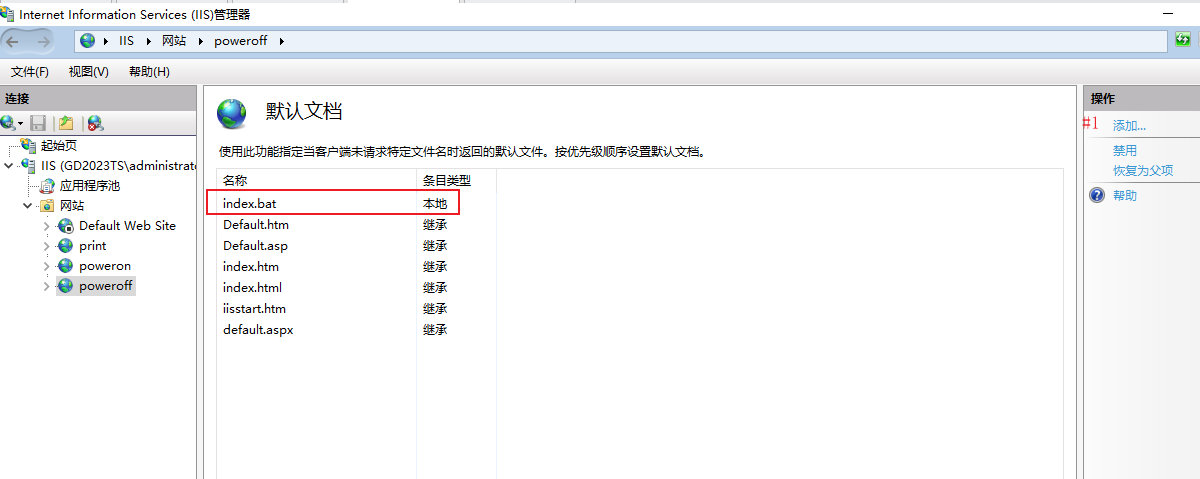 Internet Information Services (IIS)管理器
IIS 网站 poweroff
文件(F) 视图(V) 帮助(H)
连接
起始页
IIS (GD2023TS\administrat
应用程序池
网站
Default Web Site
print
poweron
poweroff
默认文档
使用此功能指定当客户端未请求特定文件名时返回的默认文件。按优先级顺序设置默认文档。
名称 条目类型
index.bat 本地
Default.htm 继承
Default.asp 继承
index.htm 继承
index.html 继承
iisstart.htm 继承
default.aspx 继承
操作
#1 添加...
禁用
恢复为父项
帮助